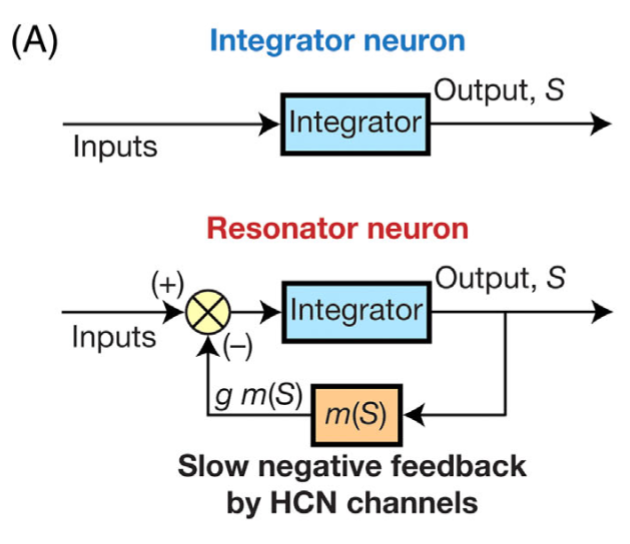 (A)
Integrator neuron
Output, S
Integrator
Inputs
Resonator neuron
(+)
Output, S
Integrator
Inputs
(–)
g m(S)
m(S)
Slow negative feedback
by HCN channels